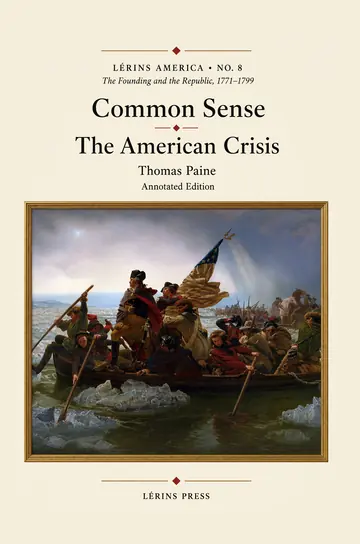 LÉRINS AMERICA • NO. 8
The Founding and the Republic, 1771–1799
Common Sense
The American Crisis
Thomas Paine
Annotated Edition
LÉRINS PRESS